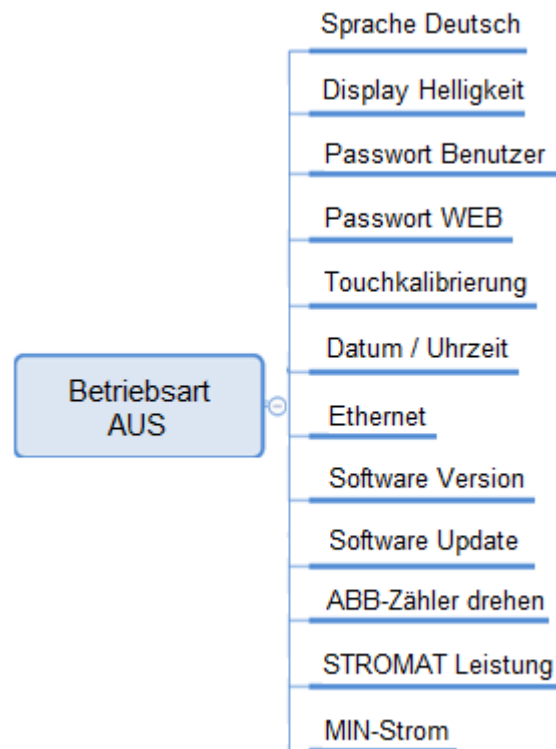 Sprache Deutsch
Display Helligkeit
Passwort Benutzer
Passwort WEB
Touchkalibrierung
Datum / Uhrzeit
Betriebsart
AUS
Ethernet
Software Version
Software Update
ABB-Zähler drehen
STROMAT Leistung
MIN-Strom